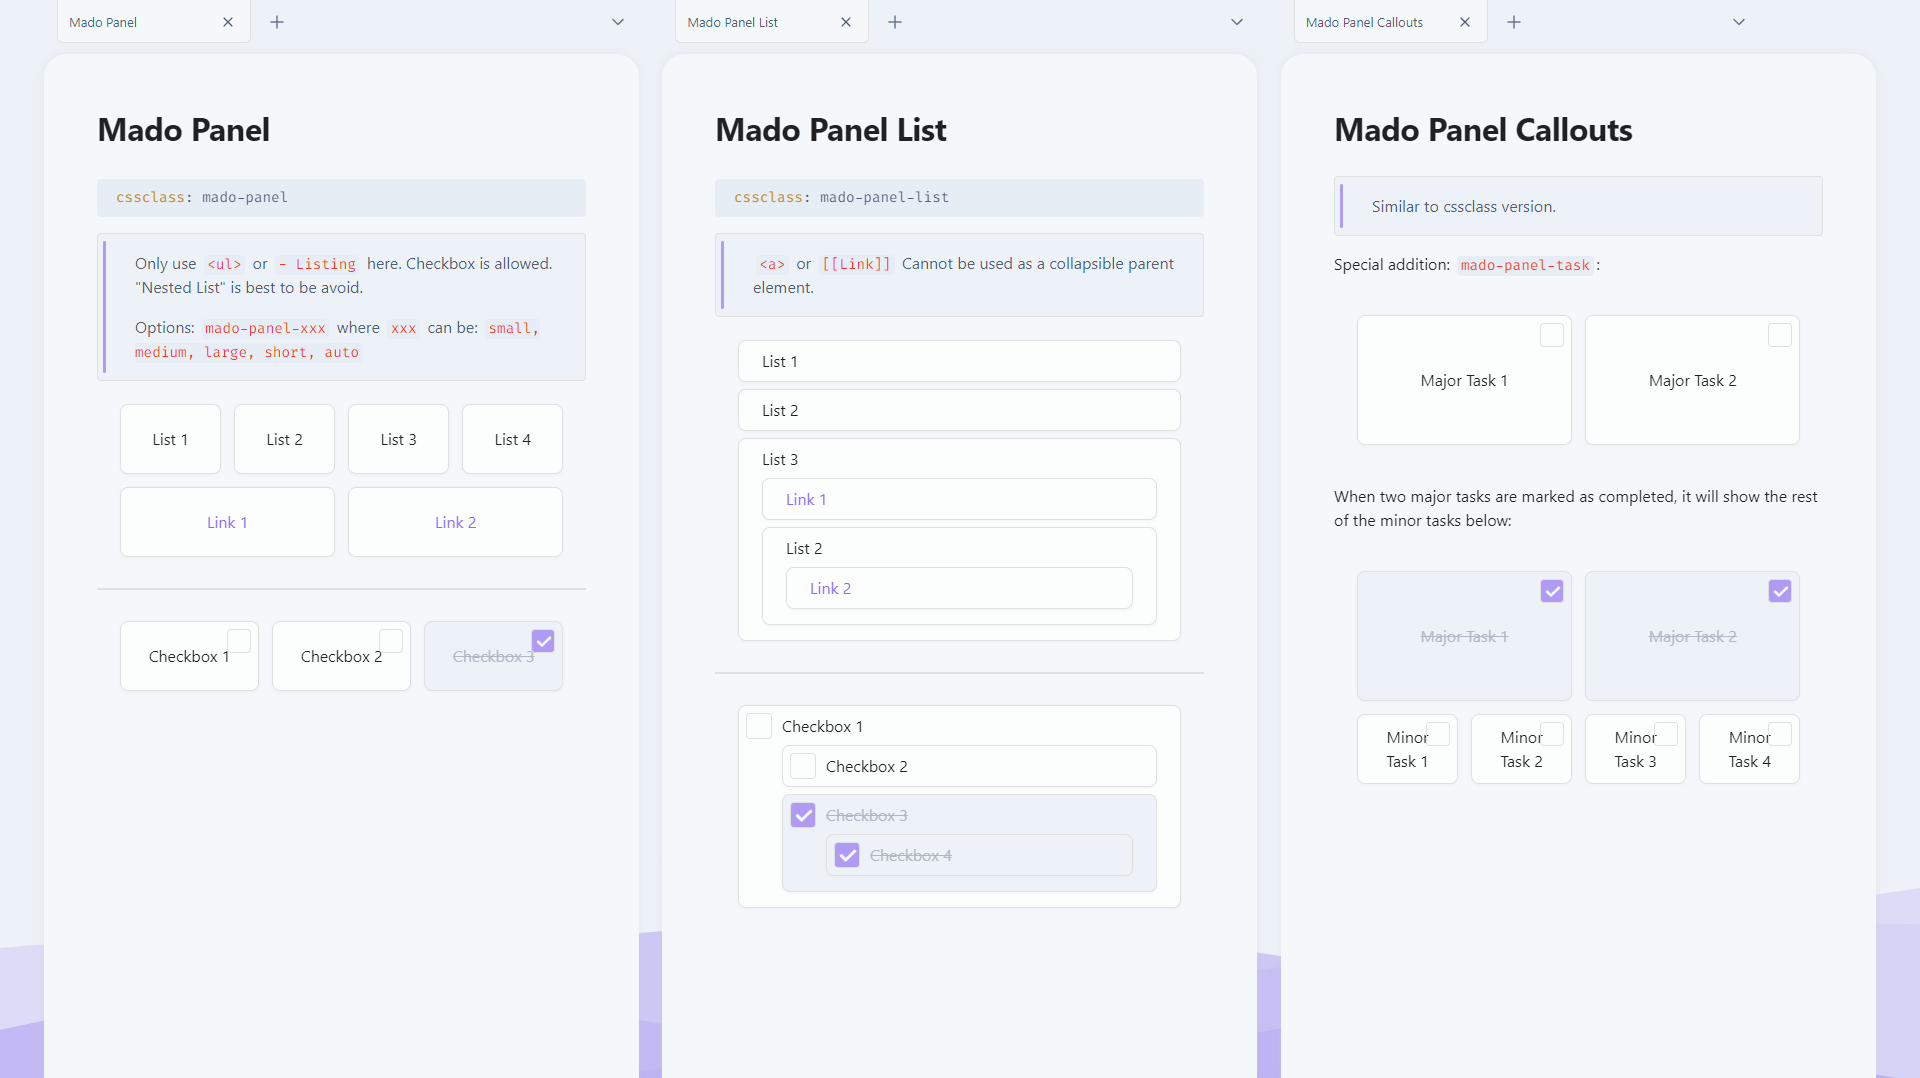 Mado Panel
Mado Panel
cssclass: mado-panel
Only use <ul> or - Listing here. Checkbox is allowed.
"Nested List" is best to be avoid.
Options: mado-panel-xxx where xxx can be: small,
medium, large, short, auto
List 1
List 2
List 3
List 4
Link 1
Link 2
Checkbox 1
Checkbox 2
Checkbox 3
Mado Panel List
Mado Panel List
cssclass: mado-panel-list
<a> or [[Link]] Cannot be used as a collapsible parent
element.
List 1
List 2
List 3
Link 1
List 2
Link 2
Checkbox 1
Checkbox 2
Checkbox 3
Checkbox 4
Mado Panel Callouts
Mado Panel Callouts
Similar to cssclass version.
Special addition: mado-panel-task:
Major Task 1
Major Task 2
When two major tasks are marked as completed, it will show the rest
of the minor tasks below:
Major Task 1
Major Task 2
Minor
Task 1
Minor
Task 2
Minor
Task 3
Minor
Task 4